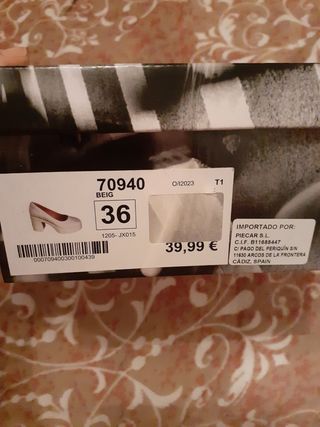 70940
BEIG
O/I2023
T1
36
1205- JX015
39,99 €
000709400300100439
IMPORTADO POR:
PIECAR S.L.
C.I.F. B11688447
C/ PAGO DEL PERIQUÍN S/N
11630 ARCOS DE LA FRONTERA
CÁDIZ, SPAIN